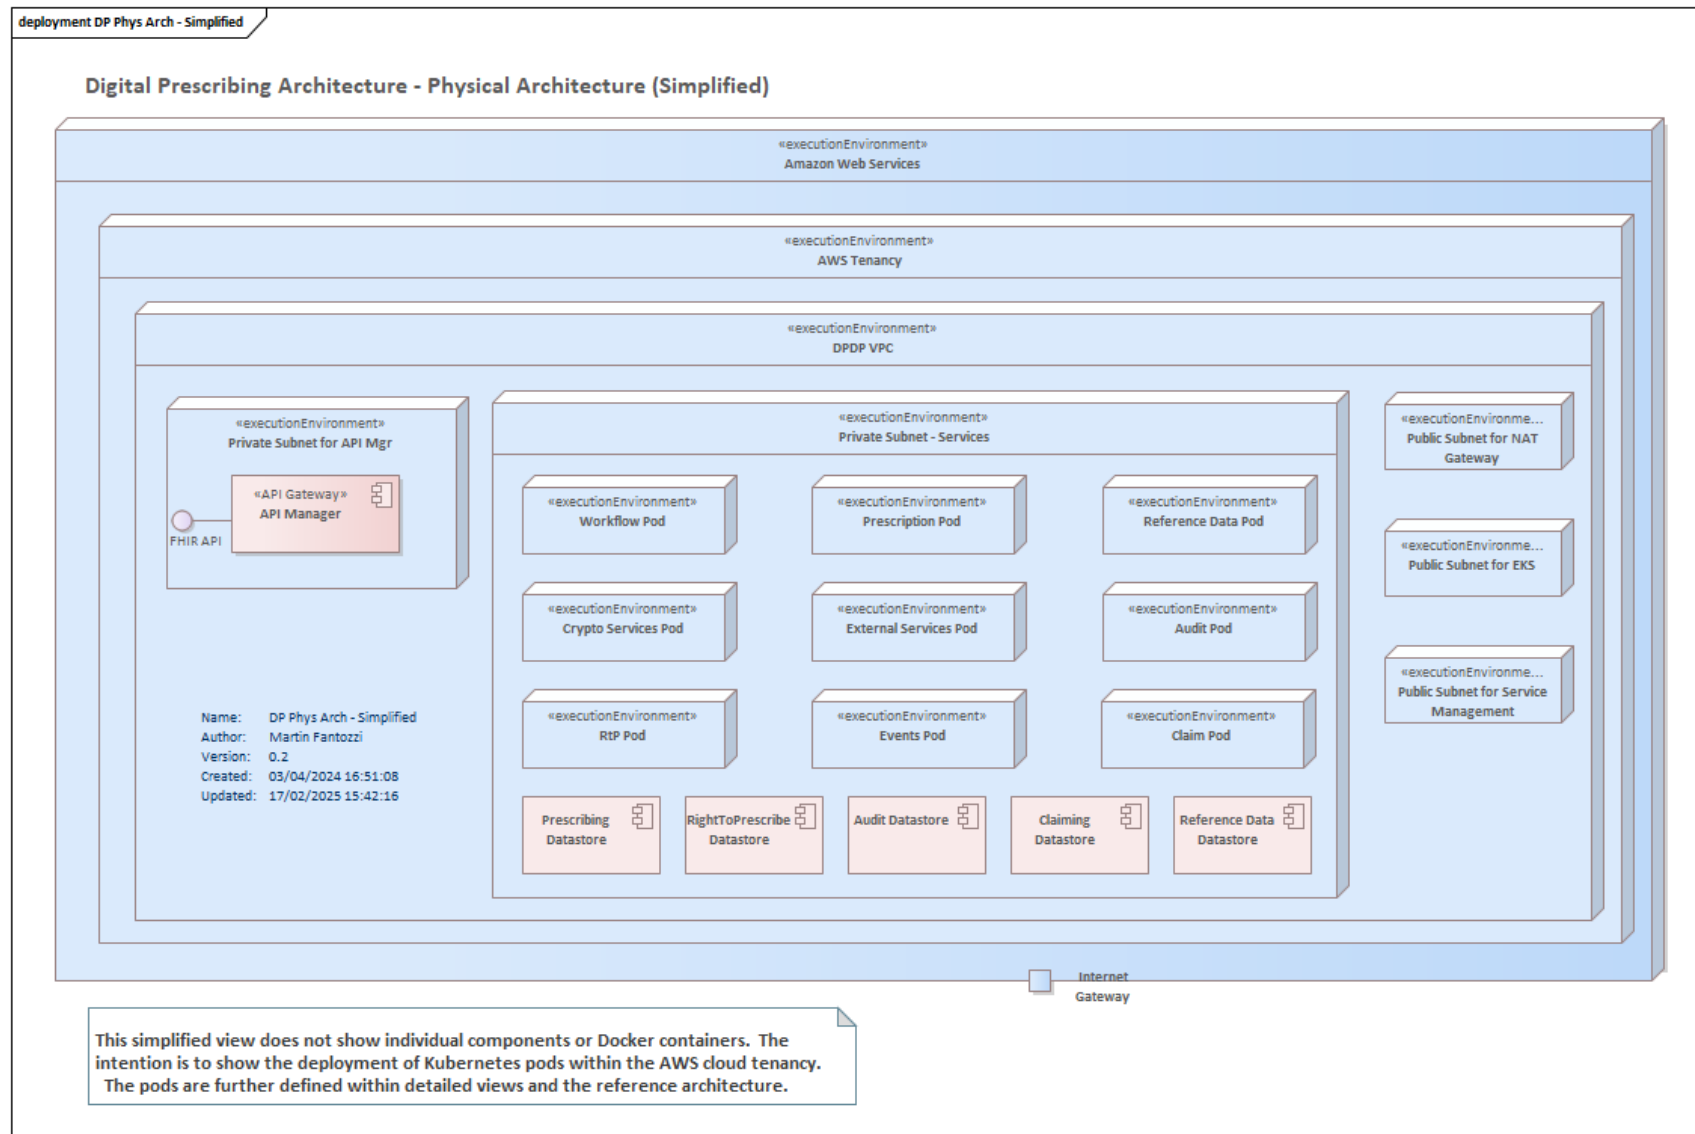 deployment DP Phys Arch - Simplified
Digital Prescribing Architecture - Physical Architecture (Simplified)
«executionEnvironment»
Amazon Web Services
«executionEnvironment»
AWS Tenancy
«executionEnvironment»
DPDP VPC
«executionEnvironment»
Private Subnet for API Mgr
«API Gateway»
API Manager
FHIR API
«executionEnvironment»
Private Subnet - Services
«executionEnvironment»
Workflow Pod
«executionEnvironment»
Prescription Pod
«executionEnvironment»
Reference Data Pod
«executionEnvironment»
Crypto Services Pod
«executionEnvironment»
External Services Pod
«executionEnvironment»
Audit Pod
«executionEnvironment»
RtP Pod
«executionEnvironment»
Events Pod
«executionEnvironment»
Claim Pod
Prescribing
Datastore
RightToPrescribe
Datastore
Audit Datastore
Claiming
Datastore
Reference Data
Datastore
«executionEnvironme...
Public Subnet for NAT
Gateway
«executionEnvironme...
Public Subnet for EKS
«executionEnvironme...
Public Subnet for Service
Management
Name: DP Phys Arch - Simplified
Author: Martin Fantozzi
Version: 0.2
Created: 03/04/2024 16:51:08
Updated: 17/02/2025 15:42:16
Internet
Gateway
This simplified view does not show individual components or Docker containers. The
intention is to show the deployment of Kubernetes pods within the AWS cloud tenancy.
The pods are further defined within detailed views and the reference architecture.